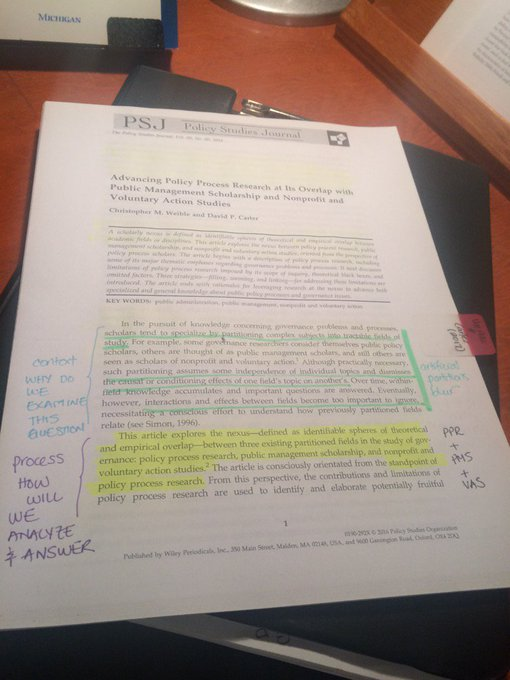 MICHIGAN
PSJ Policy Studies Journal
The Policy Studies Journal, Vol.
Advancing Policy Process Research at Its Overlap with
Public Management Scholarship and Nonprofit and
Voluntary Action Studies
Christopher M. Weible and David P. Carter
A scholarly nexus is defined as identifiable spheres of theoretical and empirical overlap between
academic fields or disciplines. This article explores the nexus between policy process research, public
management scholarship, and nonprofit and voluntary action studies, oriented from the perspective of
policy process scholars. The article begins with a description of policy process research, including
some of its major thematic emphases regarding governance problems and processes. It next discusses
limitations of policy process research imposed by its scope of inquiry, theoretical black boxes, and
omitted factors. Three strategies—filling, spanning, and linking—for addressing these limitations are
introduced. The article ends with rationales for leveraging research at the nexus to advance both
specialized and general knowledge about public policy processes and governance issues.
KEY WORDS: public administration, public management, nonprofit and voluntary action
In the pursuit of knowledge concerning governance problems and processes,
scholars tend to specialize by partitioning complex subjects into tractable fields of
study. For example, some governance researchers consider themselves public policy
scholars, others are thought of as public management scholars, and still others are
seen as scholars of nonprofit and voluntary action.¹ Although practically necessary,
such partitioning assumes some independence of individual topics and dismisses
the causal or conditioning effects of one field's topic on another's. Over time, within-
field knowledge accumulates and important questions are answered. Eventually,
however, interactions and effects between fields become too important to ignore,
necessitating a conscious effort to understand how previously partitioned fields
relate (see Simon, 1996).
This article explores the nexus—defined as identifiable spheres of theoretical
and empirical overlap—between three existing partitioned fields in the study of gov-
ernance: policy process research, public management scholarship, and nonprofit and
voluntary action studies.² The article is consciously orientated from the standpoint of
policy process research. From this perspective, the contributions and limitations of
policy process research are used to identify and elaborate potentially fruitful
1
0190-292X © 2016 Policy Studies Organization
Published by Wiley Periodicals, Inc., 350 Main Street, Malden, MA 02148, USA, and 9600 Garsington Road, Oxford, OX4 2DQ.
context
WHY DO
WE
EXAMINE
THIS
QUESTION
PROCESS
HOW
WILL
WE
ANALYZE
& ANSWER
artificial
partitions
blur
PPR
+
PMS
+
VAS